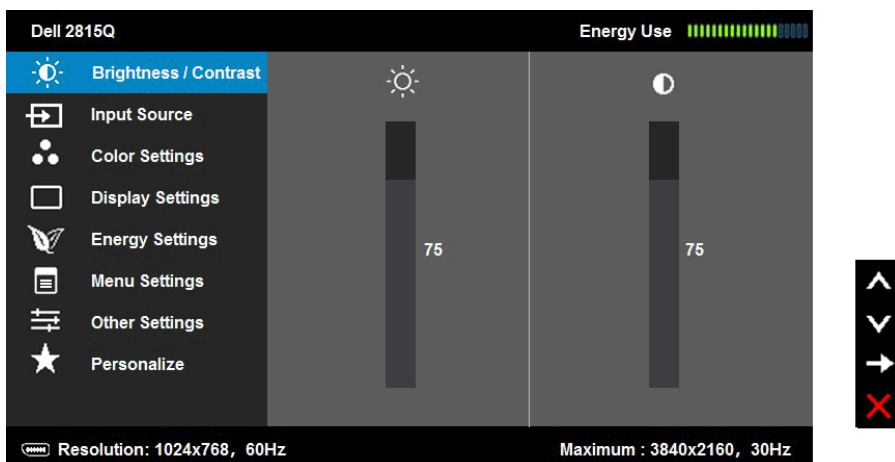 Dell 2815Q
Energy Use
Brightness / Contrast
Input Source
Color Settings
Display Settings
Energy Settings
Menu Settings
Other Settings
Personalize
75
75
Resolution: 1024x768, 60Hz
Maximum : 3840x2160, 30Hz